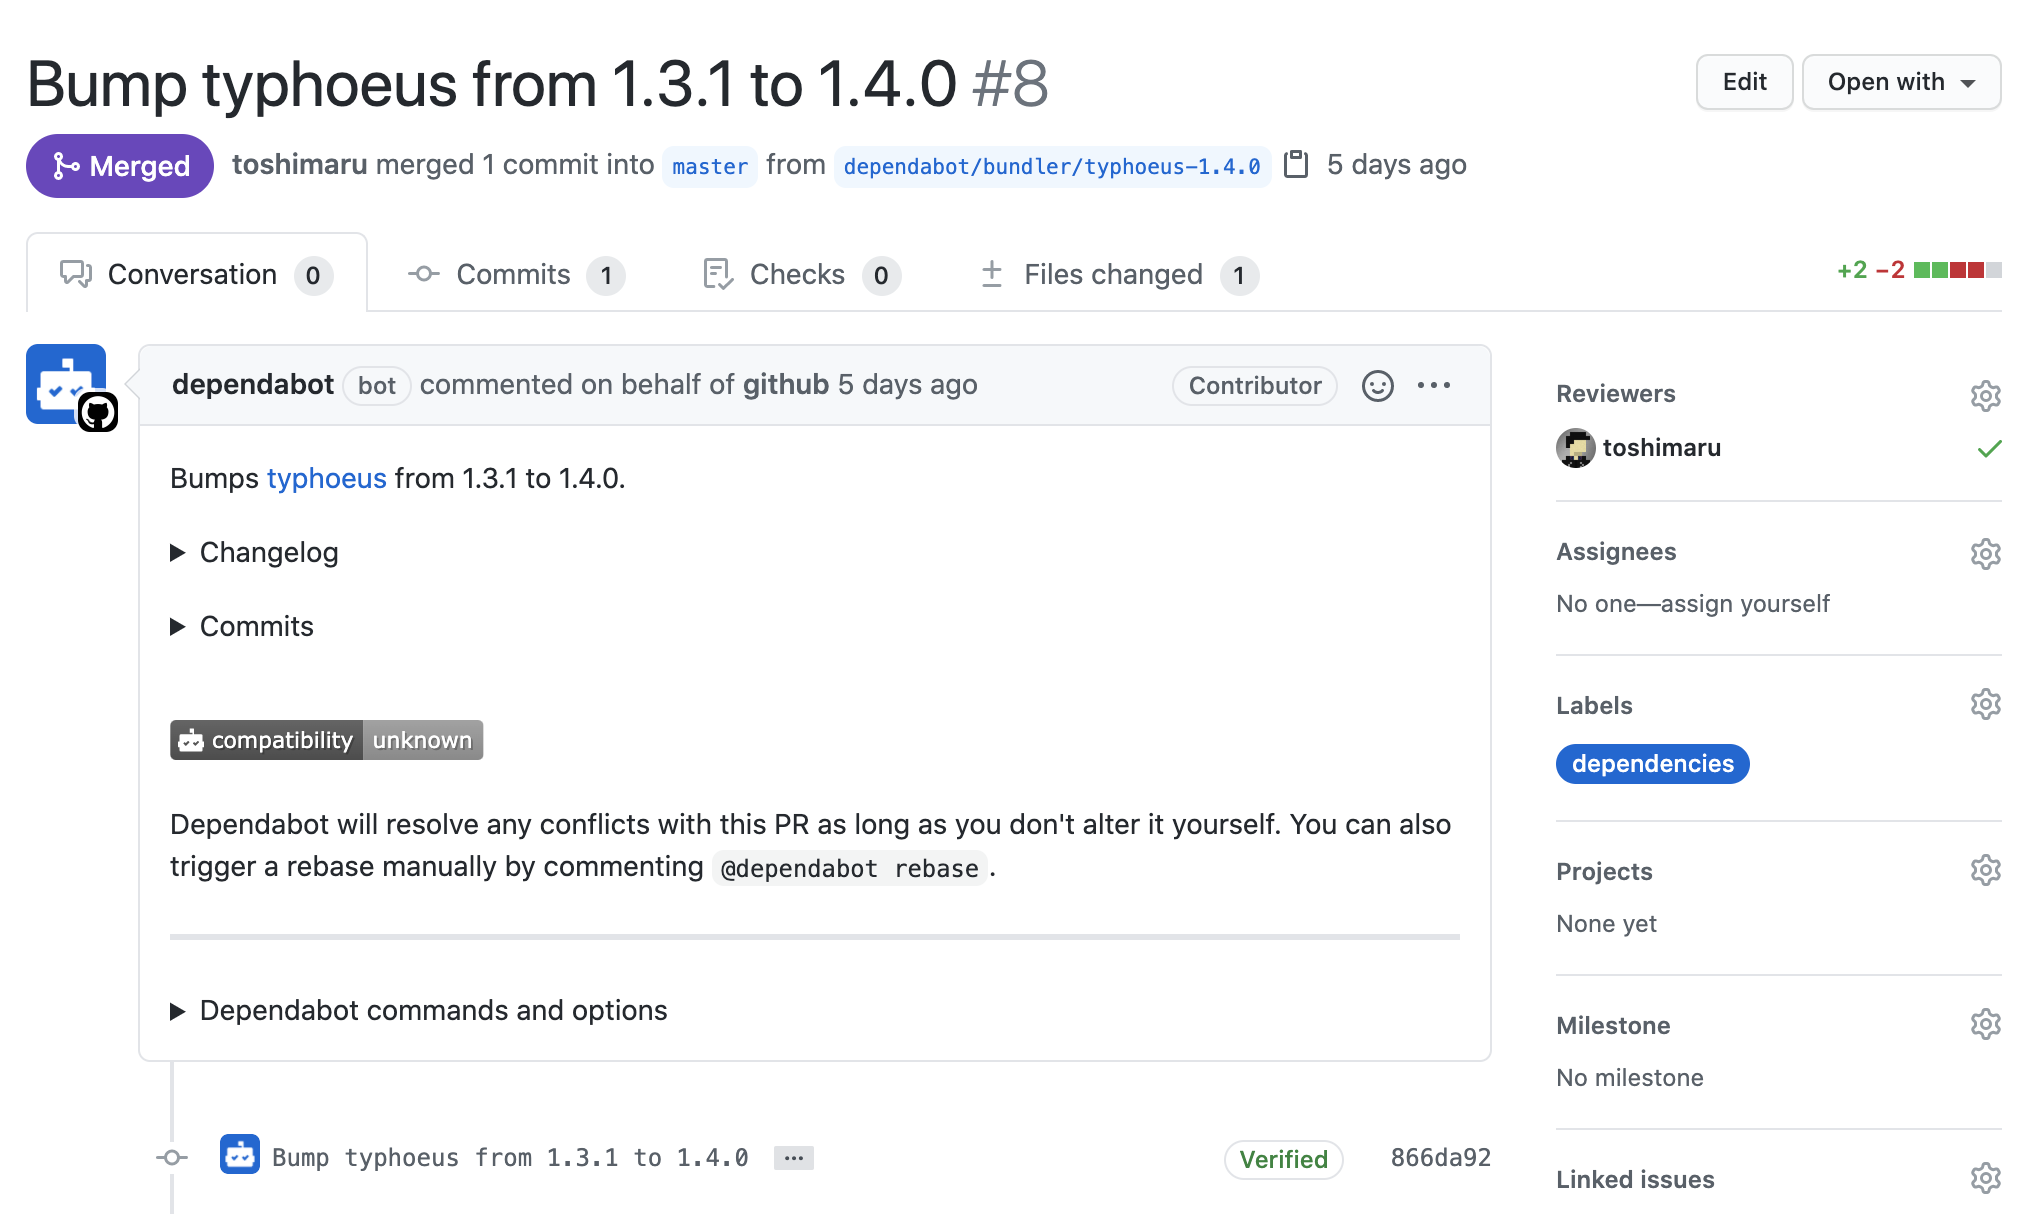 Bump typhoeus from 1.3.1 to 1.4.0 #8
Edit
Open with
Merged
toshimaru merged 1 commit into master from dependabot/bundler/typhoeus-1.4.0 5 days ago
Conversation 0
Commits 1
Checks 0
Files changed 1
+2 −2
dependabot bot commented on behalf of github 5 days ago
Contributor
Bumps typhoeus from 1.3.1 to 1.4.0.
Changelog
Commits
compatibility unknown
Dependabot will resolve any conflicts with this PR as long as you don't alter it yourself. You can also
trigger a rebase manually by commenting @dependabot rebase.
Dependabot commands and options
Bump typhoeus from 1.3.1 to 1.4.0 ...
Verified
866da92
Reviewers
toshimaru
Assignees
No one—assign yourself
Labels
dependencies
Projects
None yet
Milestone
No milestone
Linked issues